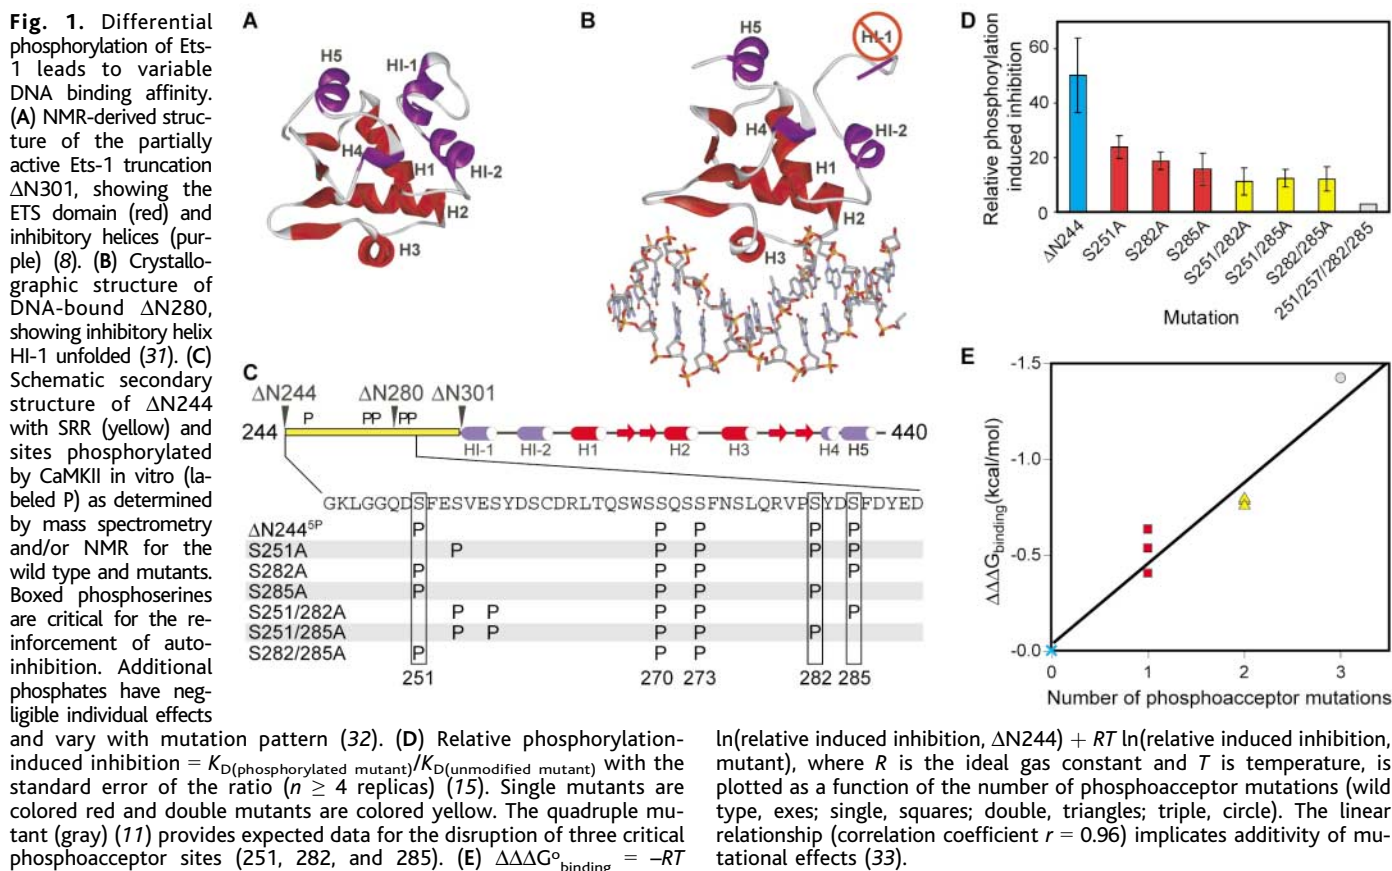 Fig. 1. Differential
phosphorylation of Ets-
1 leads to variable
DNA binding affinity.
(A) NMR-derived struc-
ture of the partially
active Ets-1 truncation
ΔN301, showing the
ETS domain (red) and
inhibitory helices (pur-
ple) (8). (B) Crystallo-
graphic structure of
DNA-bound ΔN280,
showing inhibitory helix
HI-1 unfolded (31). (C)
Schematic secondary
structure of ΔN244
with SRR (yellow) and
sites phosphorylated
by CaMKII in vitro (la-
beled P) as determined
by mass spectrometry
and/or NMR for the
wild type and mutants.
Boxed phosphoserines
are critical for the re-
inforcement of auto-
inhibition. Additional
phosphates have neg-
ligible individual effects
and vary with mutation pattern (32). (D) Relative phosphorylation-
induced inhibition = KD(phosphorylated mutant)/KD(unmodified mutant) with the
standard error of the ratio (n ≥ 4 replicas) (15). Single mutants are
colored red and double mutants are colored yellow. The quadruple mu-
tant (gray) (11) provides expected data for the disruption of three critical
phosphoacceptor sites (251, 282, and 285). (E) ΔΔΔG°binding = –RT
ln(relative induced inhibition, ΔN244) + RT ln(relative induced inhibition,
mutant), where R is the ideal gas constant and T is temperature, is
plotted as a function of the number of phosphoacceptor mutations (wild
type, exes; single, squares; double, triangles; triple, circle). The linear
relationship (correlation coefficient r = 0.96) implicates additivity of mu-
tational effects (33).
A
H5
HI-1
H4
H1
HI-2
H2
H3
B
H5
HI-1
H4
HI-2
H1
H2
H3
C
ΔN244 ΔN280 ΔN301
P PP PP
244 440
HI-1 HI-2 H1 H2 H3 H4 H5
GKLGGQDSFESVESYDSCDRLTQSWSSQSSFNSLQRVPSYDSFDYED
ΔN244⁵ᴾ P P P P P
S251A P P P P P
S282A P P P P
S285A P P P P
S251/282A P P P P P
S251/285A P P P P P
S282/285A P P P
251 270 273 282 285
D
Relative phosphorylation
induced inhibition
60
40
20
0
ΔN244
S251A
S282A
S285A
S251/282A
S251/285A
S282/285A
251/257/282/285
Mutation
E
ΔΔΔGbinding(kcal/mol)
-1.5
-1.0
-0.5
-0.0
0 1 2 3
Number of phosphoacceptor mutations